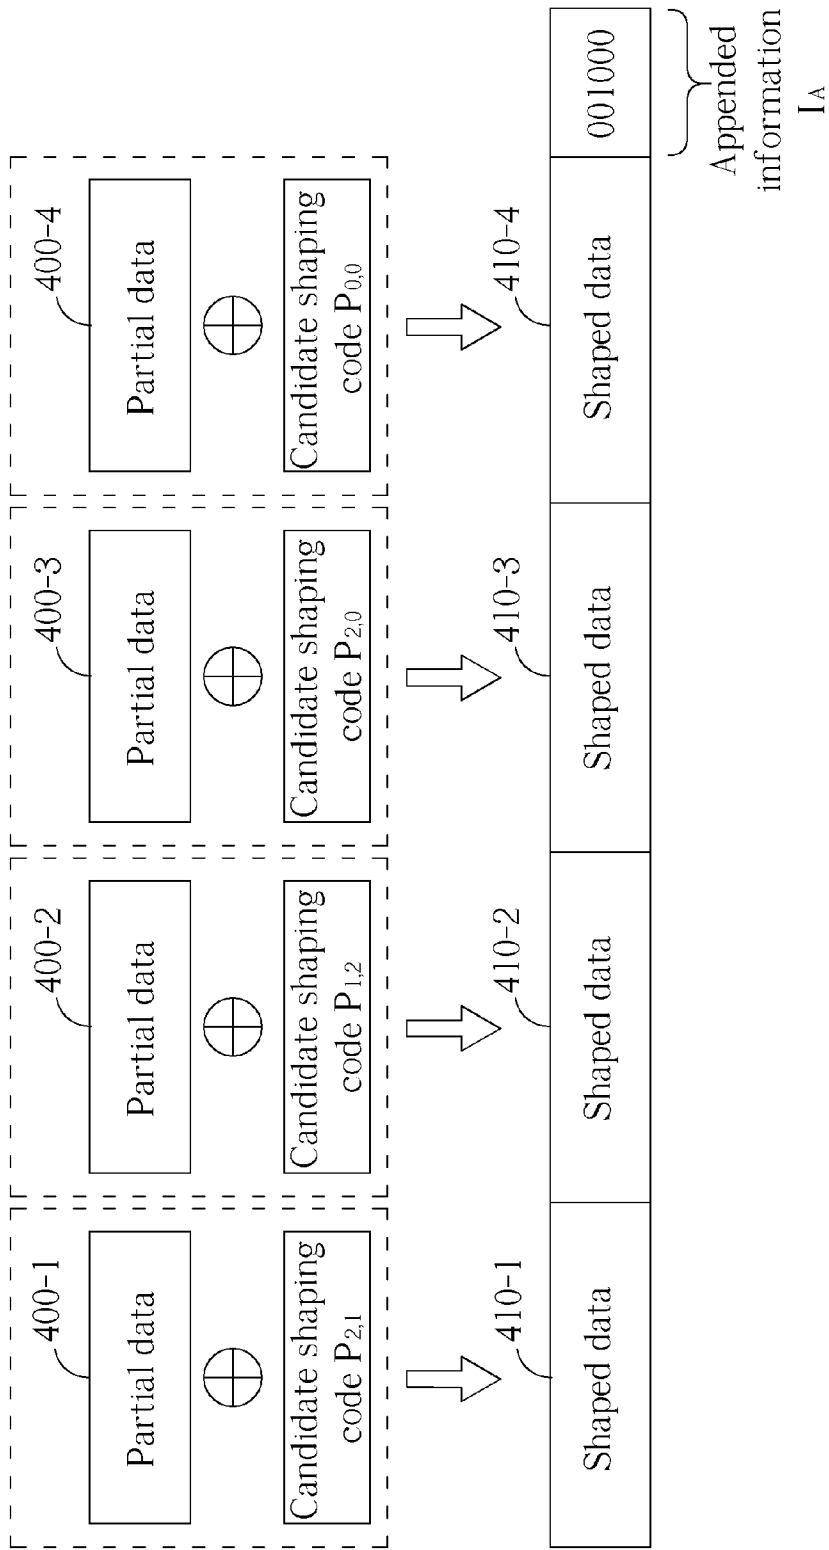 400-1
400-2
400-3
400-4
Partial data
Partial data
Partial data
Partial data
Candidate shaping
code P2,1
Candidate shaping
code P1,2
Candidate shaping
code P2,0
Candidate shaping
code P0,0
410-1
410-2
410-3
410-4
Shaped data
Shaped data
Shaped data
Shaped data
001000
Appended
information
IA